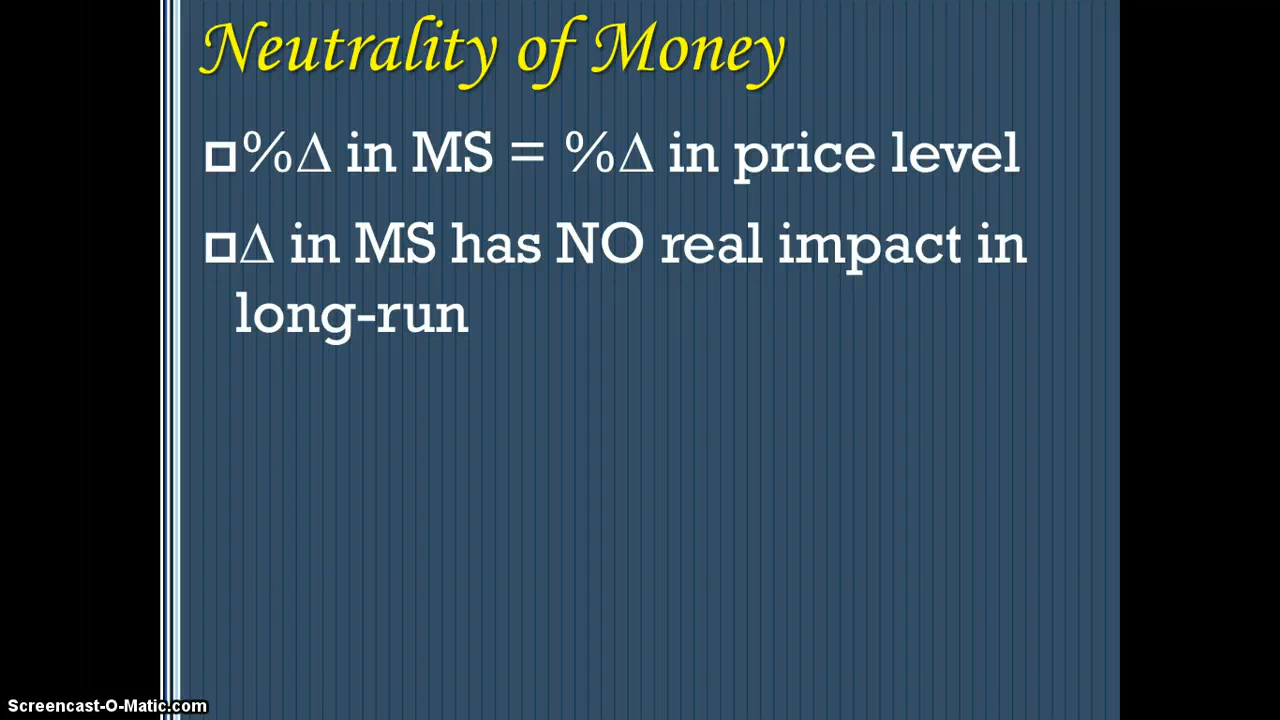 Neutrality of Money
%Δ in MS = %Δ in price level
Δ in MS has NO real impact in
long-run
Screencast-O-Matic.com